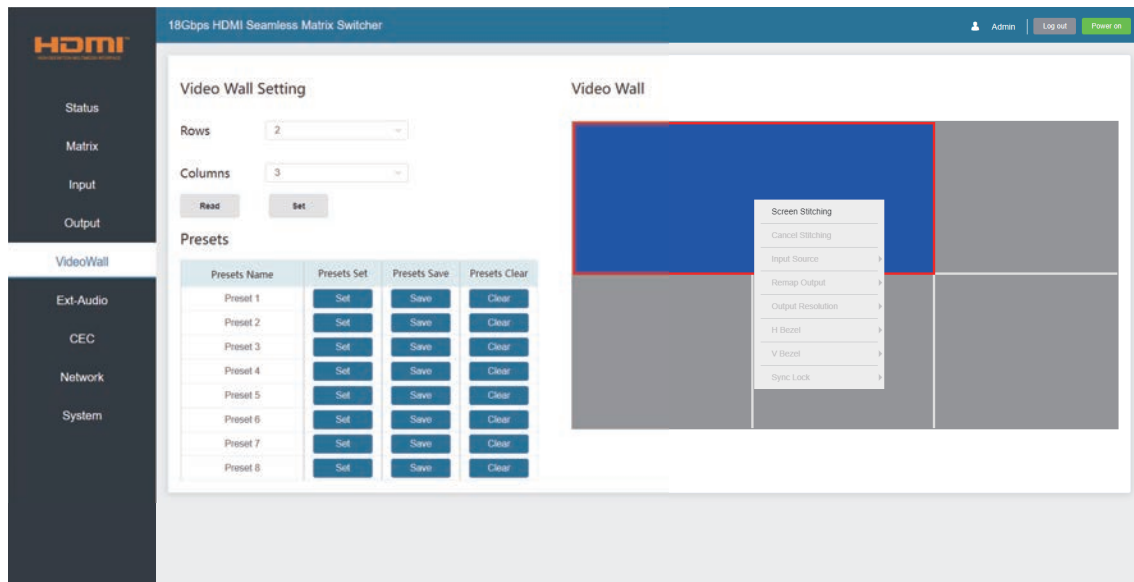 HDMI
HIGH-DEFINITION MULTIMEDIA INTERFACE
18Gbps HDMI Seamless Matrix Switcher
Admin
Log out
Power on
Status
Matrix
Input
Output
VideoWall
Ext-Audio
CEC
Network
System
Video Wall Setting
Rows
2
Columns
3
Read
Set
Presets
Presets Name Presets Set Presets Save Presets Clear
Preset 1 Set Save Clear
Preset 2 Set Save Clear
Preset 3 Set Save Clear
Preset 4 Set Save Clear
Preset 5 Set Save Clear
Preset 6 Set Save Clear
Preset 7 Set Save Clear
Preset 8 Set Save Clear
Video Wall
Screen Stitching
Cancel Stitching
Input Source
Remap Output
Output Resolution
H Bezel
V Bezel
Sync Lock